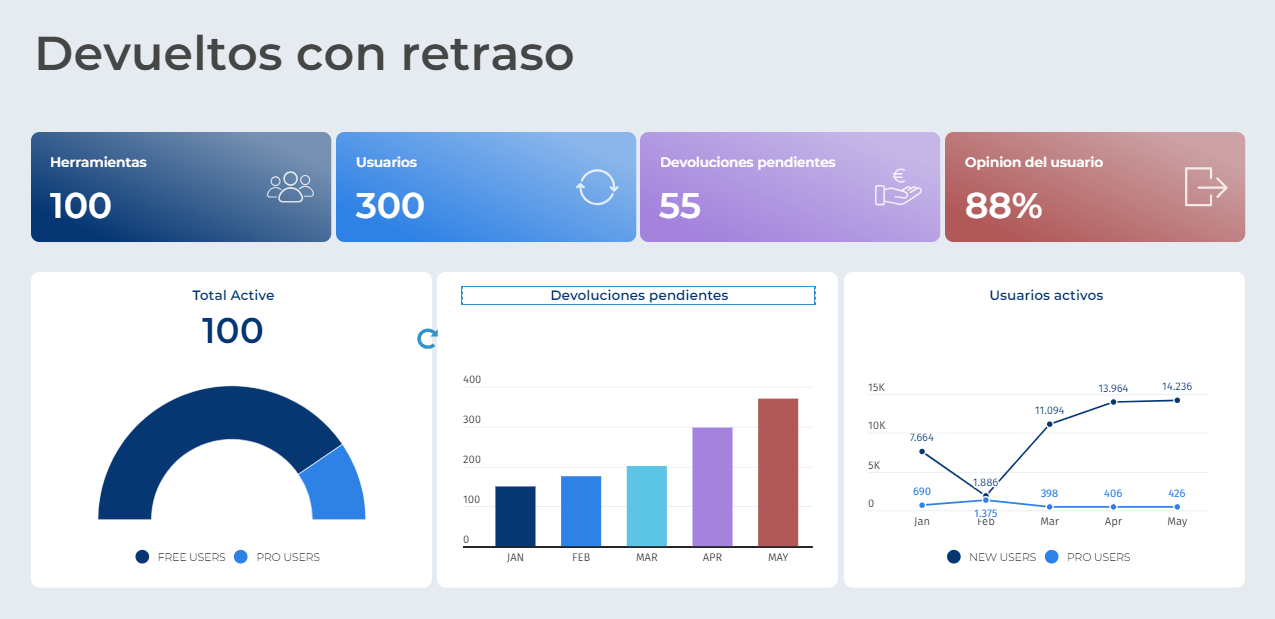 Devueltos con retraso
Herramientas
100
Usuarios
300
Devoluciones pendientes
€
55
Opinion del usuario
88%
Total Active
100
FREE USERS
PRO USERS
Devoluciones pendientes
400
300
200
100
0
JAN
FEB
MAR
APR
MAY
Usuarios activos
15K
10K
5K
0
7.664
1.886
11.094
13.964
14.236
690
1.375
398
406
426
Jan
Feb
Mar
Apr
May
NEW USERS
PRO USERS